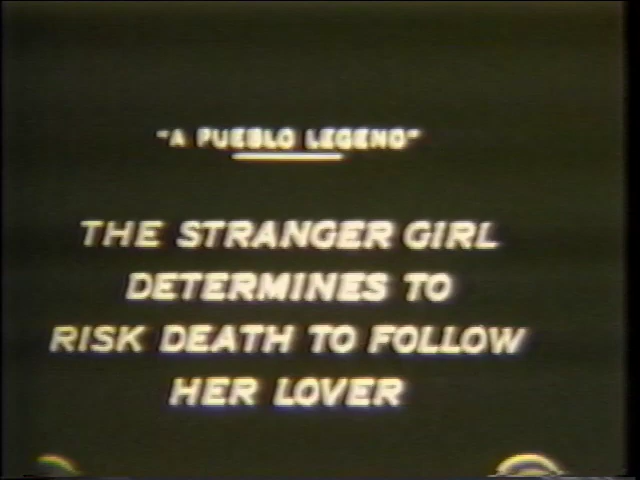 "A PUEBLO LEGEND"
THE STRANGER GIRL
DETERMINES TO
RISK DEATH TO FOLLOW
HER LOVER